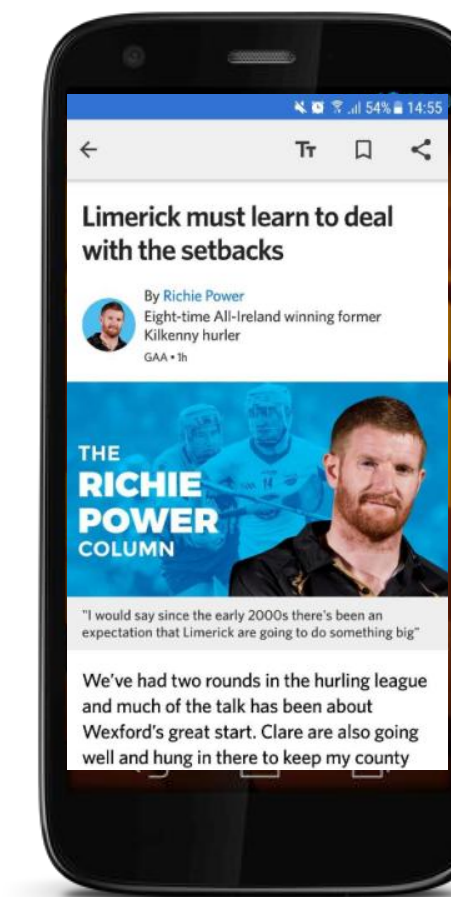 54% 14:55
TT
Limerick must learn to deal
with the setbacks
By Richie Power
Eight-time All-Ireland winning former
Kilkenny hurler
GAA • 1h
THE
RICHIE
POWER
COLUMN
14
"I would say since the early 2000s there's been an
expectation that Limerick are going to do something big"
We've had two rounds in the hurling league
and much of the talk has been about
Wexford's great start. Clare are also going
well and hung in there to keep my county